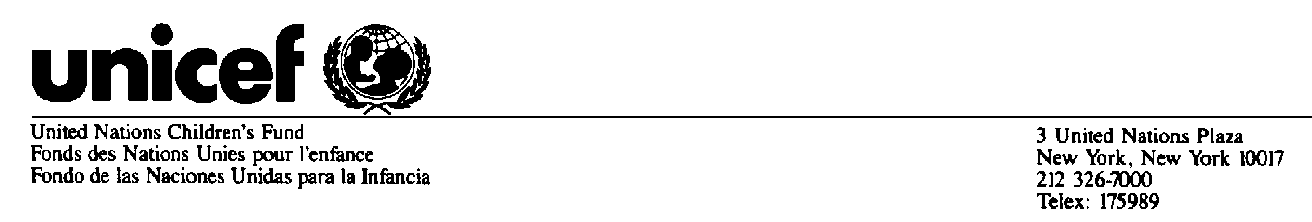 unicef
United Nations Children's Fund
Fonds des Nations Unies pour l'enfance
Fondo de las Naciones Unidas para la Infancia
3 United Nations Plaza
New York, New York 10017
212 326-7000
Telex: 175989